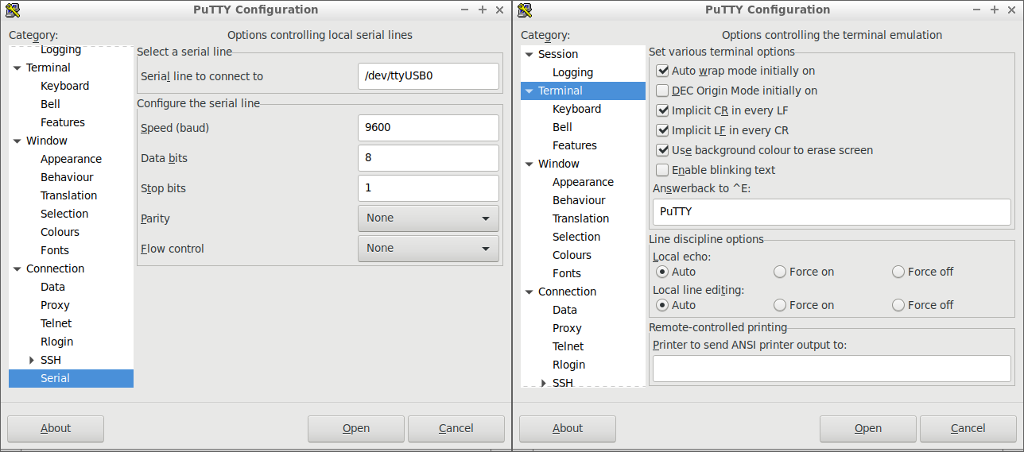 PuTTY Configuration
Category:
Options controlling local serial lines
Logging
Terminal
Keyboard
Bell
Features
Window
Appearance
Behaviour
Translation
Selection
Colours
Fonts
Connection
Data
Proxy
Telnet
Rlogin
SSH
Serial
Select a serial line
Serial line to connect to /dev/ttyUSB0
Configure the serial line
Speed (baud) 9600
Data bits 8
Stop bits 1
Parity None
Flow control None
About Open Cancel
PuTTY Configuration
Category:
Options controlling the terminal emulation
Session
Logging
Terminal
Keyboard
Bell
Features
Window
Appearance
Behaviour
Translation
Selection
Colours
Fonts
Connection
Data
Proxy
Telnet
Rlogin
SSH
Set various terminal options
Auto wrap mode initially on
DEC Origin Mode initially on
Implicit CR in every LF
Implicit LF in every CR
Use background colour to erase screen
Enable blinking text
Answerback to ^E:
PuTTY
Line discipline options
Local echo:
Auto Force on Force off
Local line editing:
Auto Force on Force off
Remote-controlled printing
Printer to send ANSI printer output to:
About Open Cancel